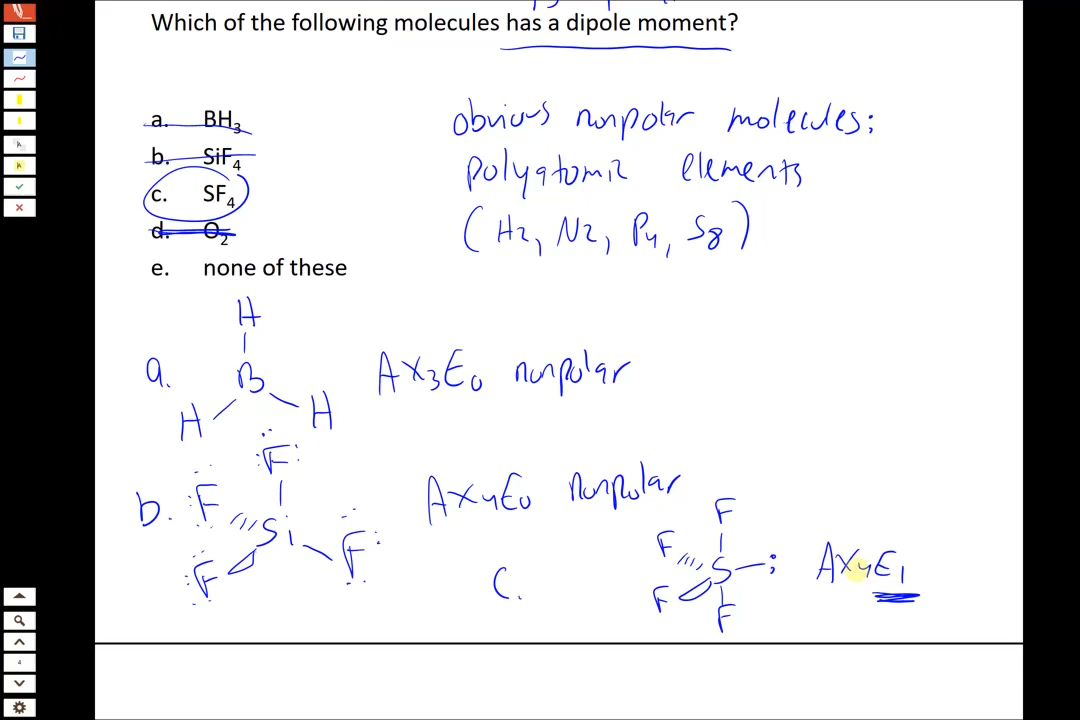 Which of the following molecules has a dipole moment?
a. BH3
b. SiF4
c. SF4
d. O2
e. none of these
obvious nonpolar molecules:
polyatomic elements
(H2, N2, P4, S8)
H
a. B AX3E0 nonpolar
H H
F
b. F AX4E0 nonpolar
Si
F F
C.
F
F S : AX4E1
F F
4